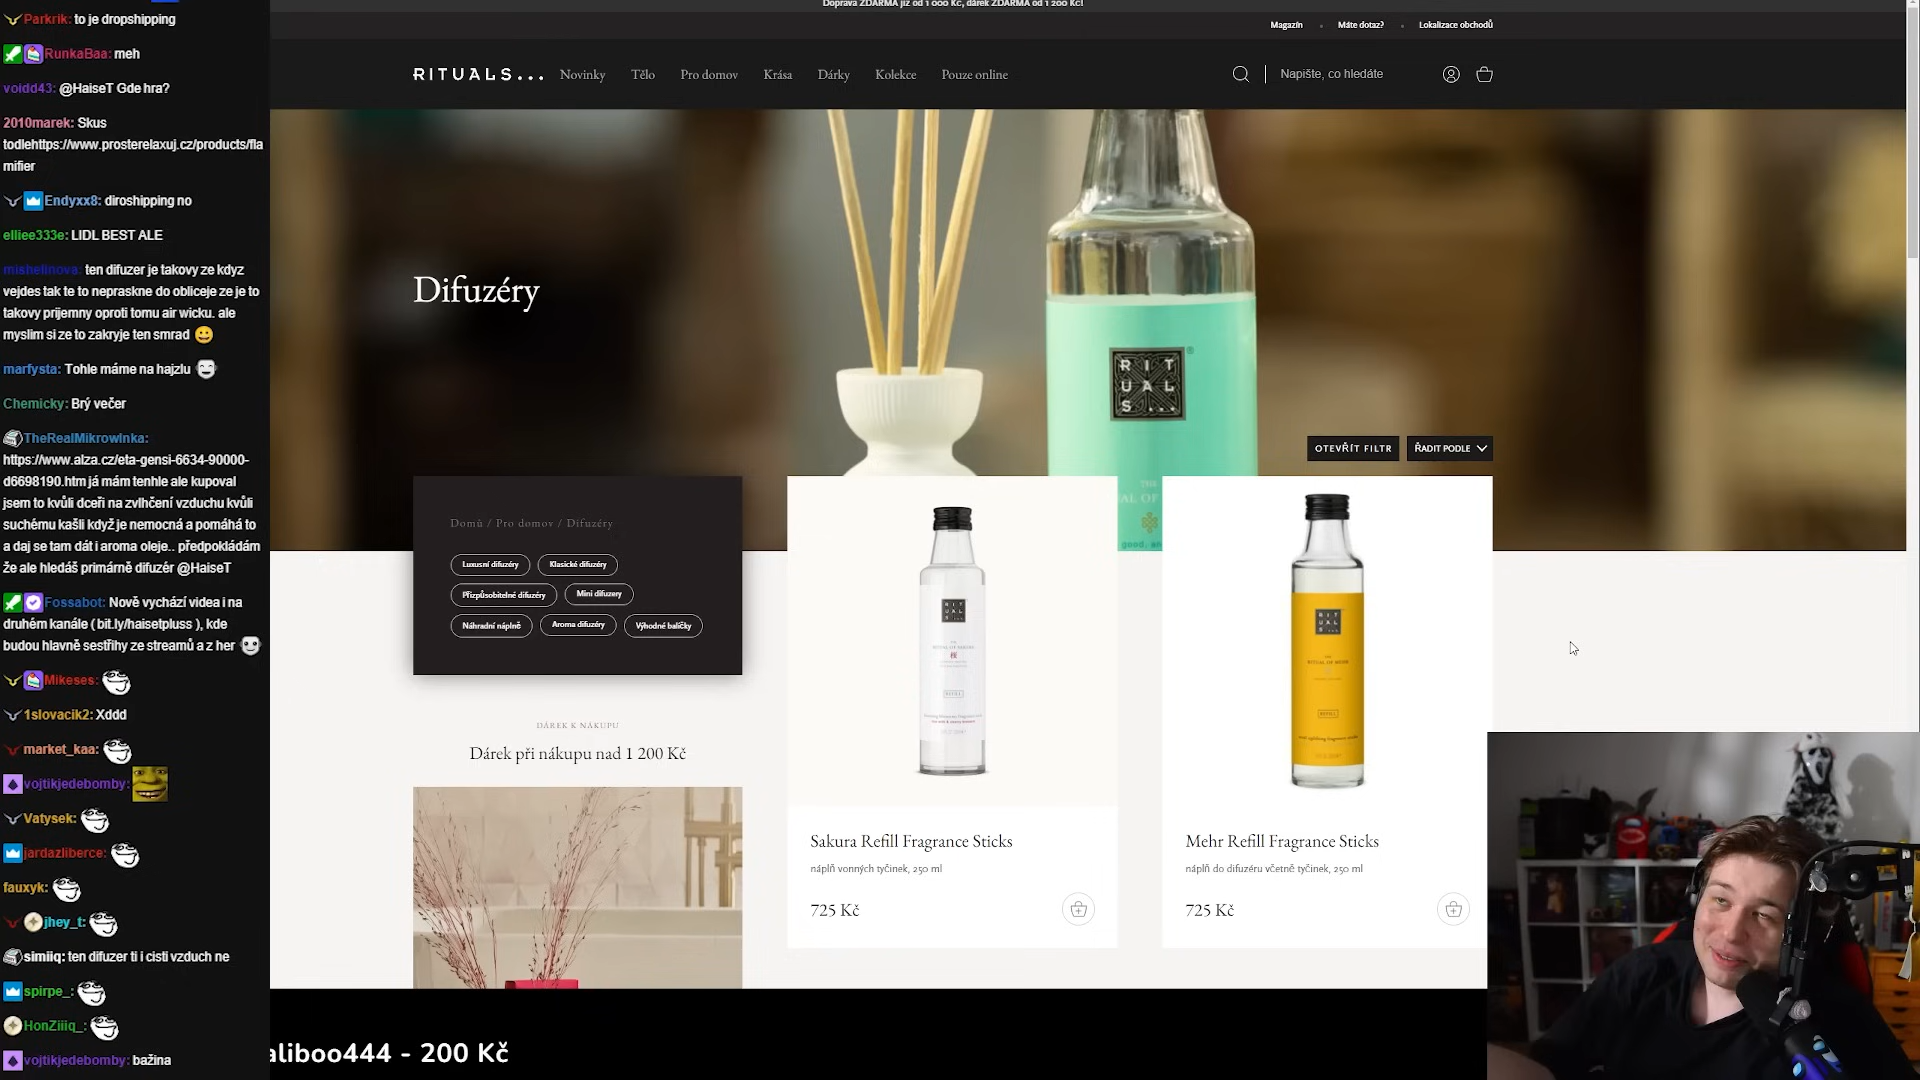 Parkrik: to je dropshipping
RunkaBaa: meh
voidd43: @HaiseT Gde hra?
2010marek: Skus
todlehttps://www.prosterelaxuj.cz/products/fla
mifier
Endyxx8: diroshipping no
elliee333e: LIDL BEST ALE
mishelinova: ten difuzer je takovy ze kdyz
vejdes tak te to nepraskne do obliceje ze je to
takovy prijemny oproti tomu air wicku. ale
myslim si ze to zakryje ten smrad
marfysta: Tohle máme na hajzlu
Chemicky: Brý večer
TheRealMikrowlnka:
https://www.alza.cz/eta-gensi-6634-90000-
d6698190.htm já mám tenhle ale kupoval
jsem to kvůli dceři na zvlhčení vzduchu kvůli
suchému kašli když je nemocná a pomáhá to
a daj se tam dát i aroma oleje.. předpokládám
že ale hledáš primárně difuzér @HaiseT
Fossabot: Nově vychází videa i na
druhém kanále ( bit.ly/haisetpluss ), kde
budou hlavně sestřihy ze streamů a z her
Mikeses:
1slovacik2: Xddd
market_kaa:
vojtikjedebomby:
Vatysek:
jardazliberce:
fauxyk:
jhey_t:
simiiq: ten difuzer ti i cisti vzduch ne
spirpe_:
HonZiiiq_:
vojtikjedebomby: bažina
Doprava ZDARMA již od 1 000 Kč, dárek ZDARMA od 1 200 Kč!
Magazín • Máte dotaz? • Lokalizace obchodů
RITUALS... Novinky Tělo Pro domov Krása Dárky Kolekce Pouze online Napište, co hledáte
Difuzéry
RIT
UAL
S...
good. an
OTEVŘÍT FILTR ŘADIT PODLE
Domů / Pro domov / Difuzéry
Luxusní difuzéry Klasické difuzéry
Přizpůsobitelné difuzéry Mini difuzery
Náhradní náplně Aroma difuzéry Výhodné balíčky
DÁREK K NÁKUPU
Dárek při nákupu nad 1 200 Kč
Sakura Refill Fragrance Sticks
náplň vonných tyčinek, 250 ml
725 Kč
Mehr Refill Fragrance Sticks
náplň do difuzéru včetně tyčinek, 250 ml
725 Kč
aliboo444 - 200 Kč